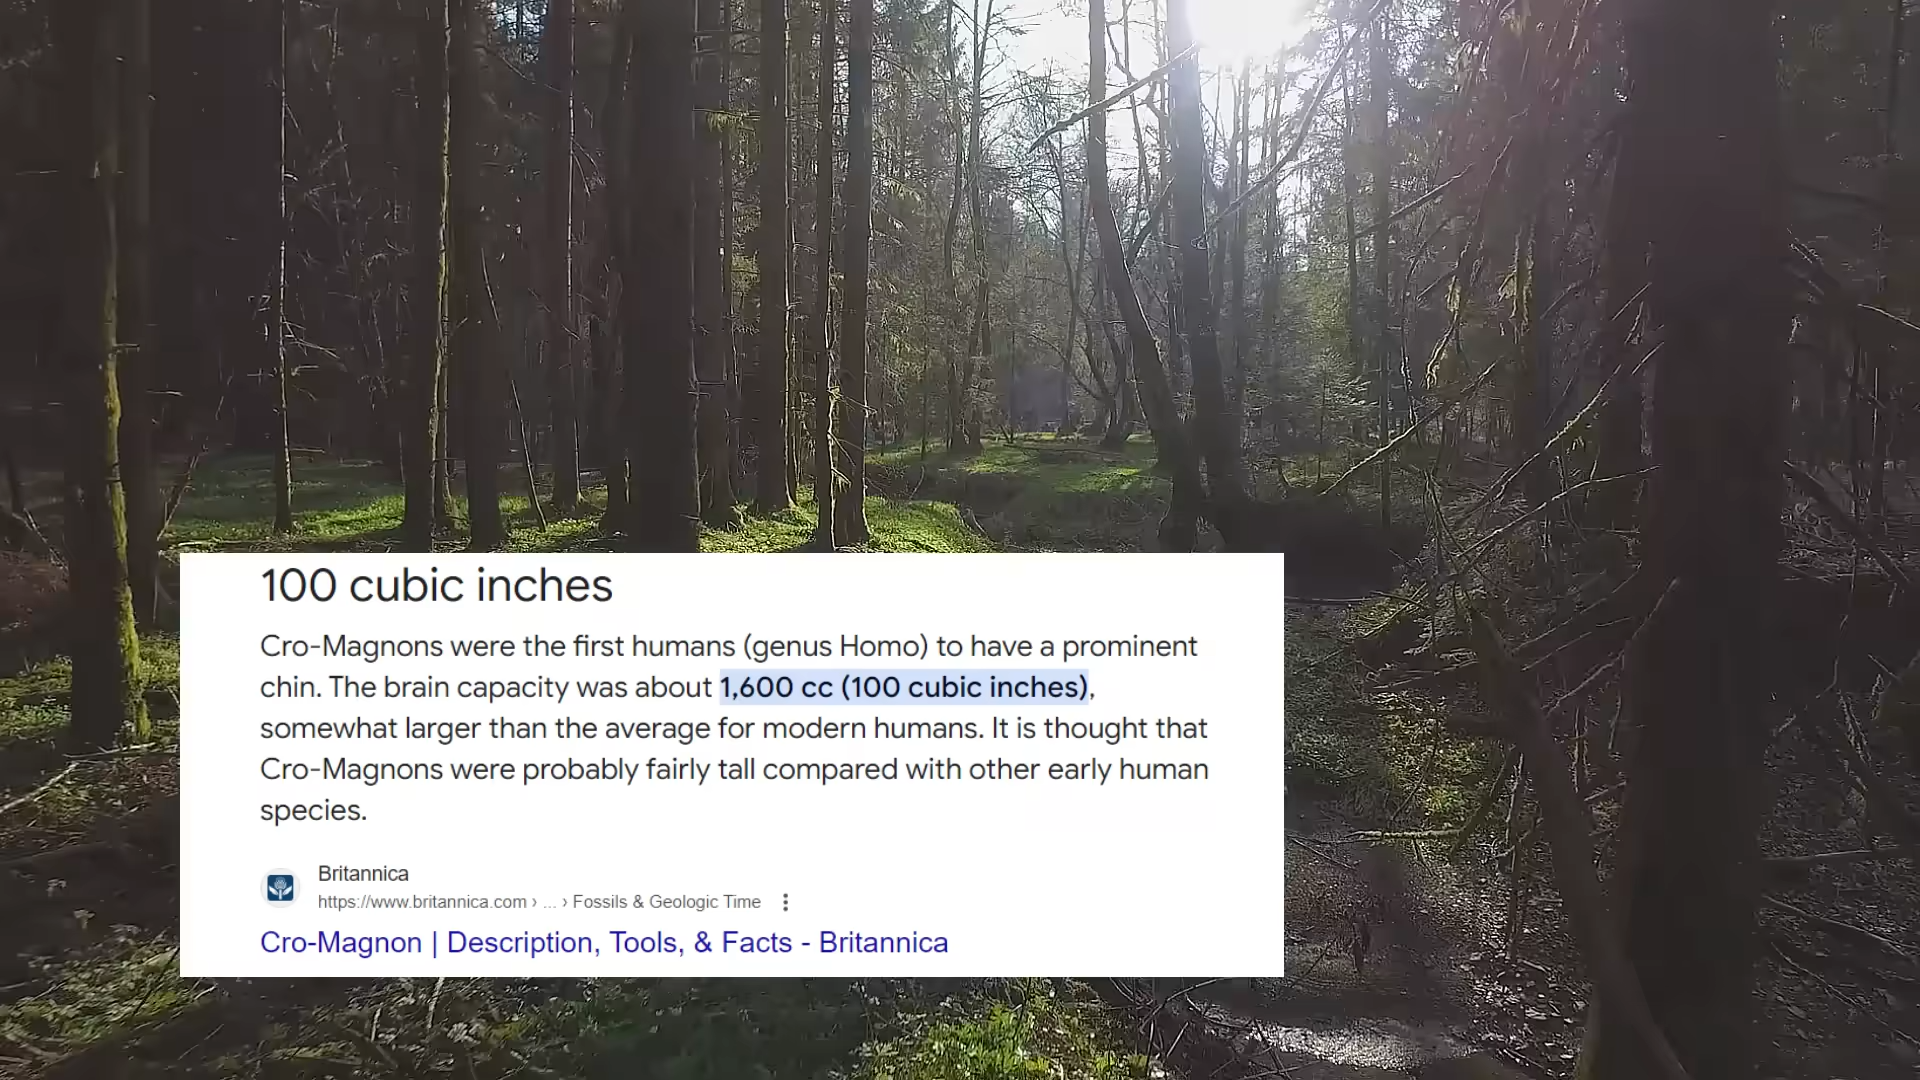 100 cubic inches
Cro-Magnons were the first humans (genus Homo) to have a prominent
chin. The brain capacity was about 1,600 cc (100 cubic inches),
somewhat larger than the average for modern humans. It is thought that
Cro-Magnons were probably fairly tall compared with other early human
species.
Britannica
https://www.britannica.com › ... › Fossils & Geologic Time
Cro-Magnon | Description, Tools, & Facts - Britannica